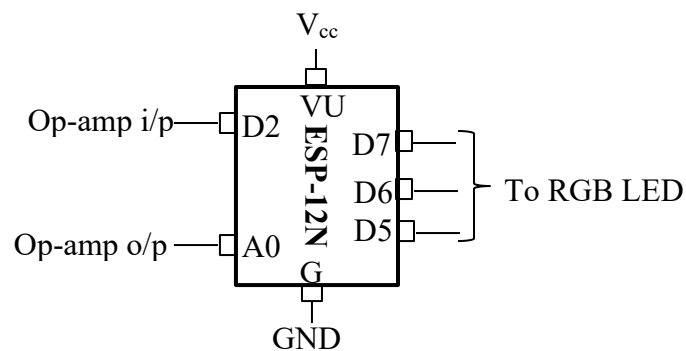 Vcc
VU
Op-amp i/p
D2
D7
ESP-12N
D6
To RGB LED
D5
Op-amp o/p
A0
G
GND